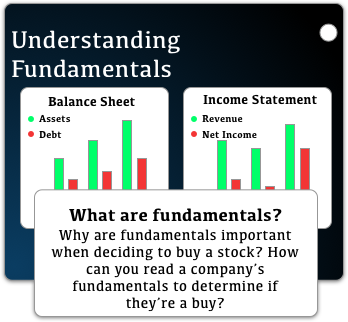 Understanding
Fundamentals
Balance Sheet
Assets
Debt
Income Statement
Revenue
Net Income
What are fundamentals?
Why are fundamentals important
when deciding to buy a stock? How
can you read a company's
fundamentals to determine if
they're a buy?